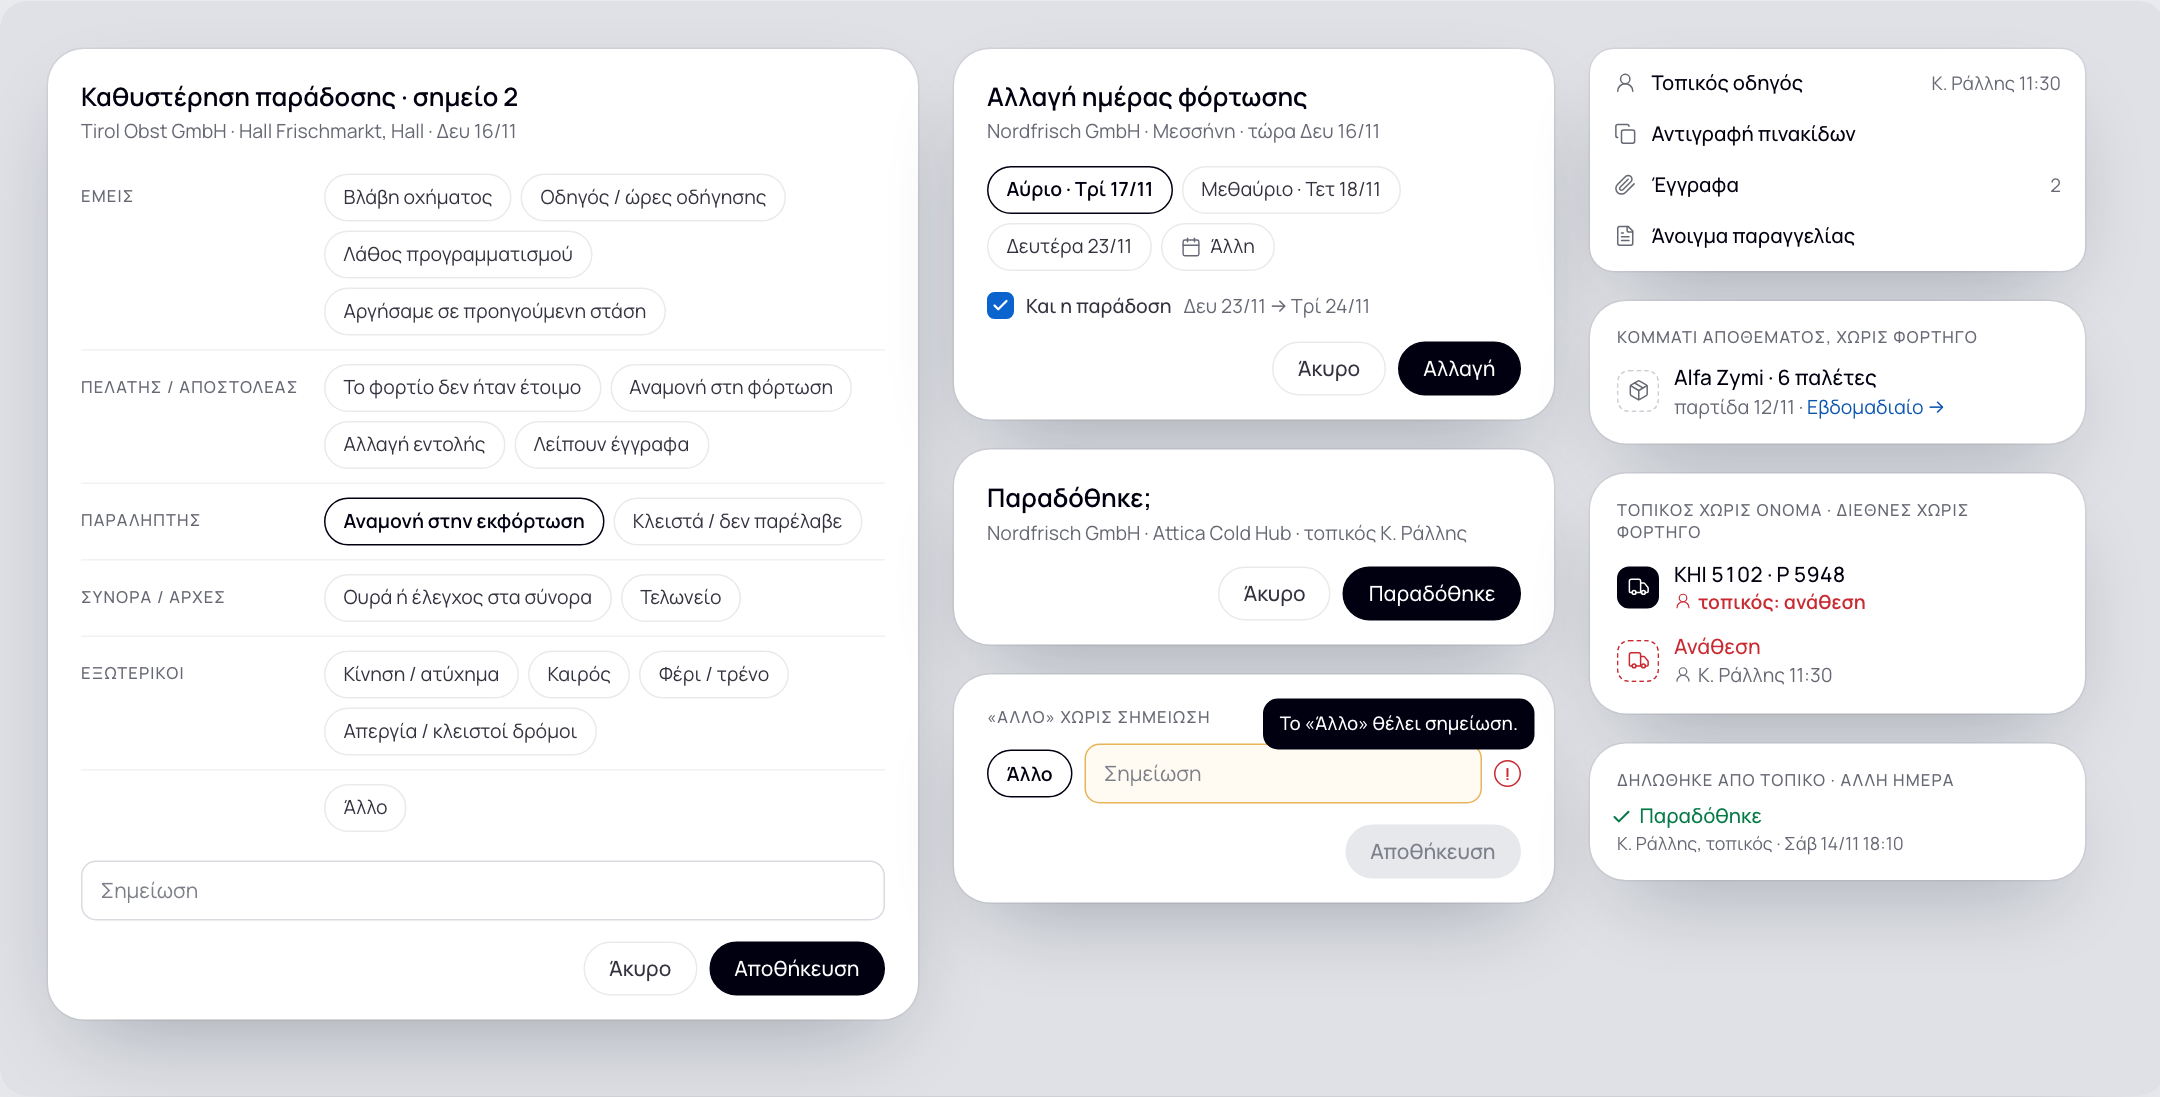 Καθυστέρηση παράδοσης · σημείο 2
Tirol Obst GmbH · Hall Frischmarkt, Hall · Δευ 16/11
ΕΜΕΙΣ
Βλάβη οχήματος
Οδηγός / ώρες οδήγησης
Λάθος προγραμματισμού
Αργήσαμε σε προηγούμενη στάση
ΠΕΛΑΤΗΣ / ΑΠΟΣΤΟΛΕΑΣ
Το φορτίο δεν ήταν έτοιμο
Αναμονή στη φόρτωση
Αλλαγή εντολής
Λείπουν έγγραφα
ΠΑΡΑΛΗΠΤΗΣ
Αναμονή στην εκφόρτωση
Κλειστά / δεν παρέλαβε
ΣΥΝΟΡΑ / ΑΡΧΕΣ
Ουρά ή έλεγχος στα σύνορα
Τελωνείο
ΕΞΩΤΕΡΙΚΟΙ
Κίνηση / ατύχημα
Καιρός
Φέρι / τρένο
Απεργία / κλειστοί δρόμοι
Άλλο
Σημείωση
Άκυρο
Αποθήκευση
Αλλαγή ημέρας φόρτωσης
Nordfrisch GmbH · Μεσσήνη · τώρα Δευ 16/11
Αύριο · Τρί 17/11
Μεθαύριο · Τετ 18/11
Δευτέρα 23/11
Άλλη
Και η παράδοση Δευ 23/11 → Τρί 24/11
Άκυρο
Αλλαγή
Παραδόθηκε;
Nordfrisch GmbH · Attica Cold Hub · τοπικός Κ. Ράλλης
Άκυρο
Παραδόθηκε
«ΑΛΛΟ» ΧΩΡΙΣ ΣΗΜΕΙΩΣΗ
Το «Άλλο» θέλει σημείωση.
Άλλο
Σημείωση
Αποθήκευση
Τοπικός οδηγός
Κ. Ράλλης 11:30
Αντιγραφή πινακίδων
Έγγραφα
2
Άνοιγμα παραγγελίας
ΚΟΜΜΑΤΙ ΑΠΟΘΕΜΑΤΟΣ, ΧΩΡΙΣ ΦΟΡΤΗΓΟ
Alfa Zymi · 6 παλέτες
παρτίδα 12/11 · Εβδομαδιαίο →
ΤΟΠΙΚΟΣ ΧΩΡΙΣ ΟΝΟΜΑ · ΔΙΕΘΝΕΣ ΧΩΡΙΣ
ΦΟΡΤΗΓΟ
KHI 5102 · P 5948
τοπικός: ανάθεση
Ανάθεση
Κ. Ράλλης 11:30
ΔΗΛΩΘΗΚΕ ΑΠΟ ΤΟΠΙΚΟ · ΑΛΛΗ ΗΜΕΡΑ
Παραδόθηκε
Κ. Ράλλης, τοπικός · Σάβ 14/11 18:10